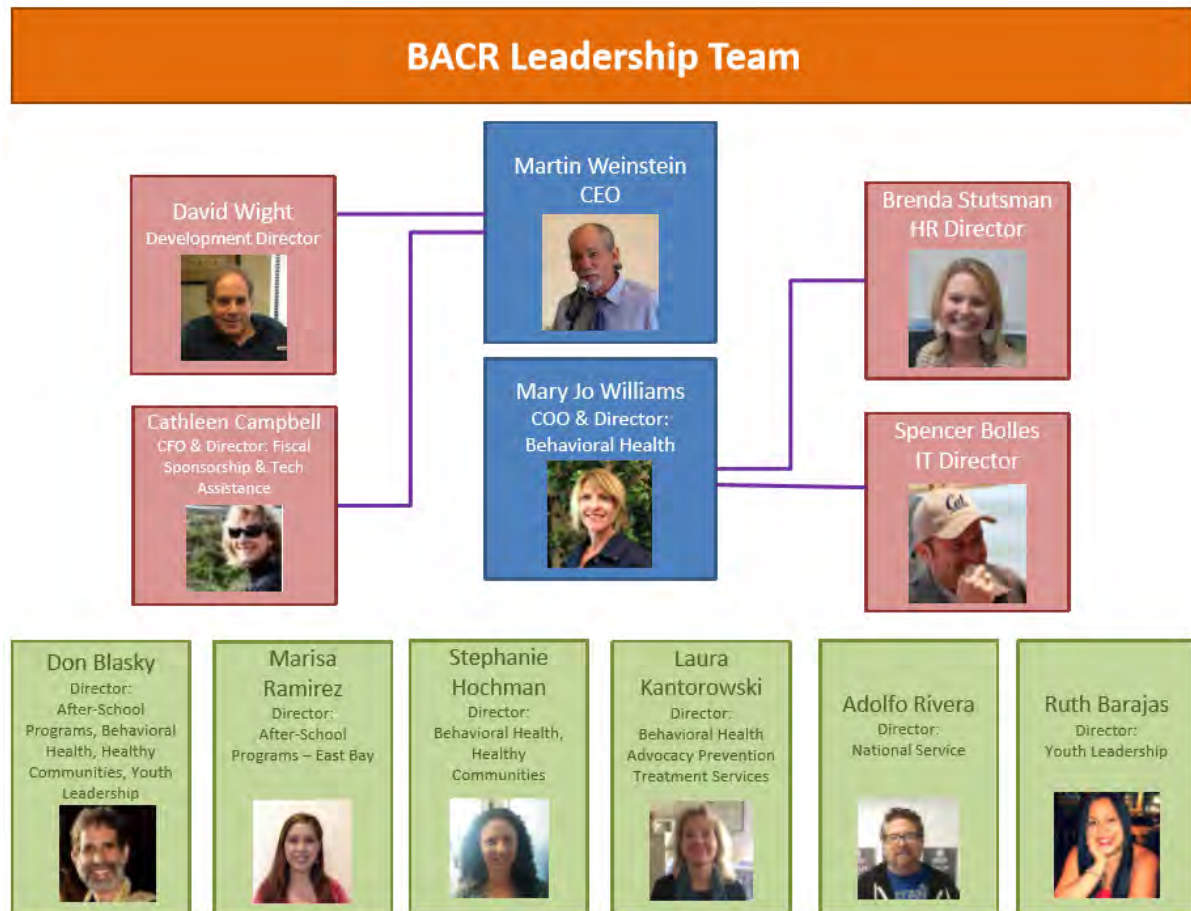 BACR Leadership Team
Martin Weinstein
CEO
David Wight
Development Director
Brenda Stutsman
HR Director
Mary Jo Williams
COO & Director:
Behavioral Health
Cathleen Campbell
CFO & Director: Fiscal
Sponsorship & Tech
Assistance
Spencer Bolles
IT Director
Cal
Don Blasky
Director:
After-School
Programs, Behavioral
Health, Healthy
Communities, Youth
Leadership
Marisa
Ramirez
Director:
After-School
Programs – East Bay
Stephanie
Hochman
Director:
Behavioral Health,
Healthy
Communities
Laura
Kantorowski
Director:
Behavioral Health
Advocacy Prevention
Treatment Services
Adolfo Rivera
Director:
National Service
Ruth Barajas
Director:
Youth Leadership